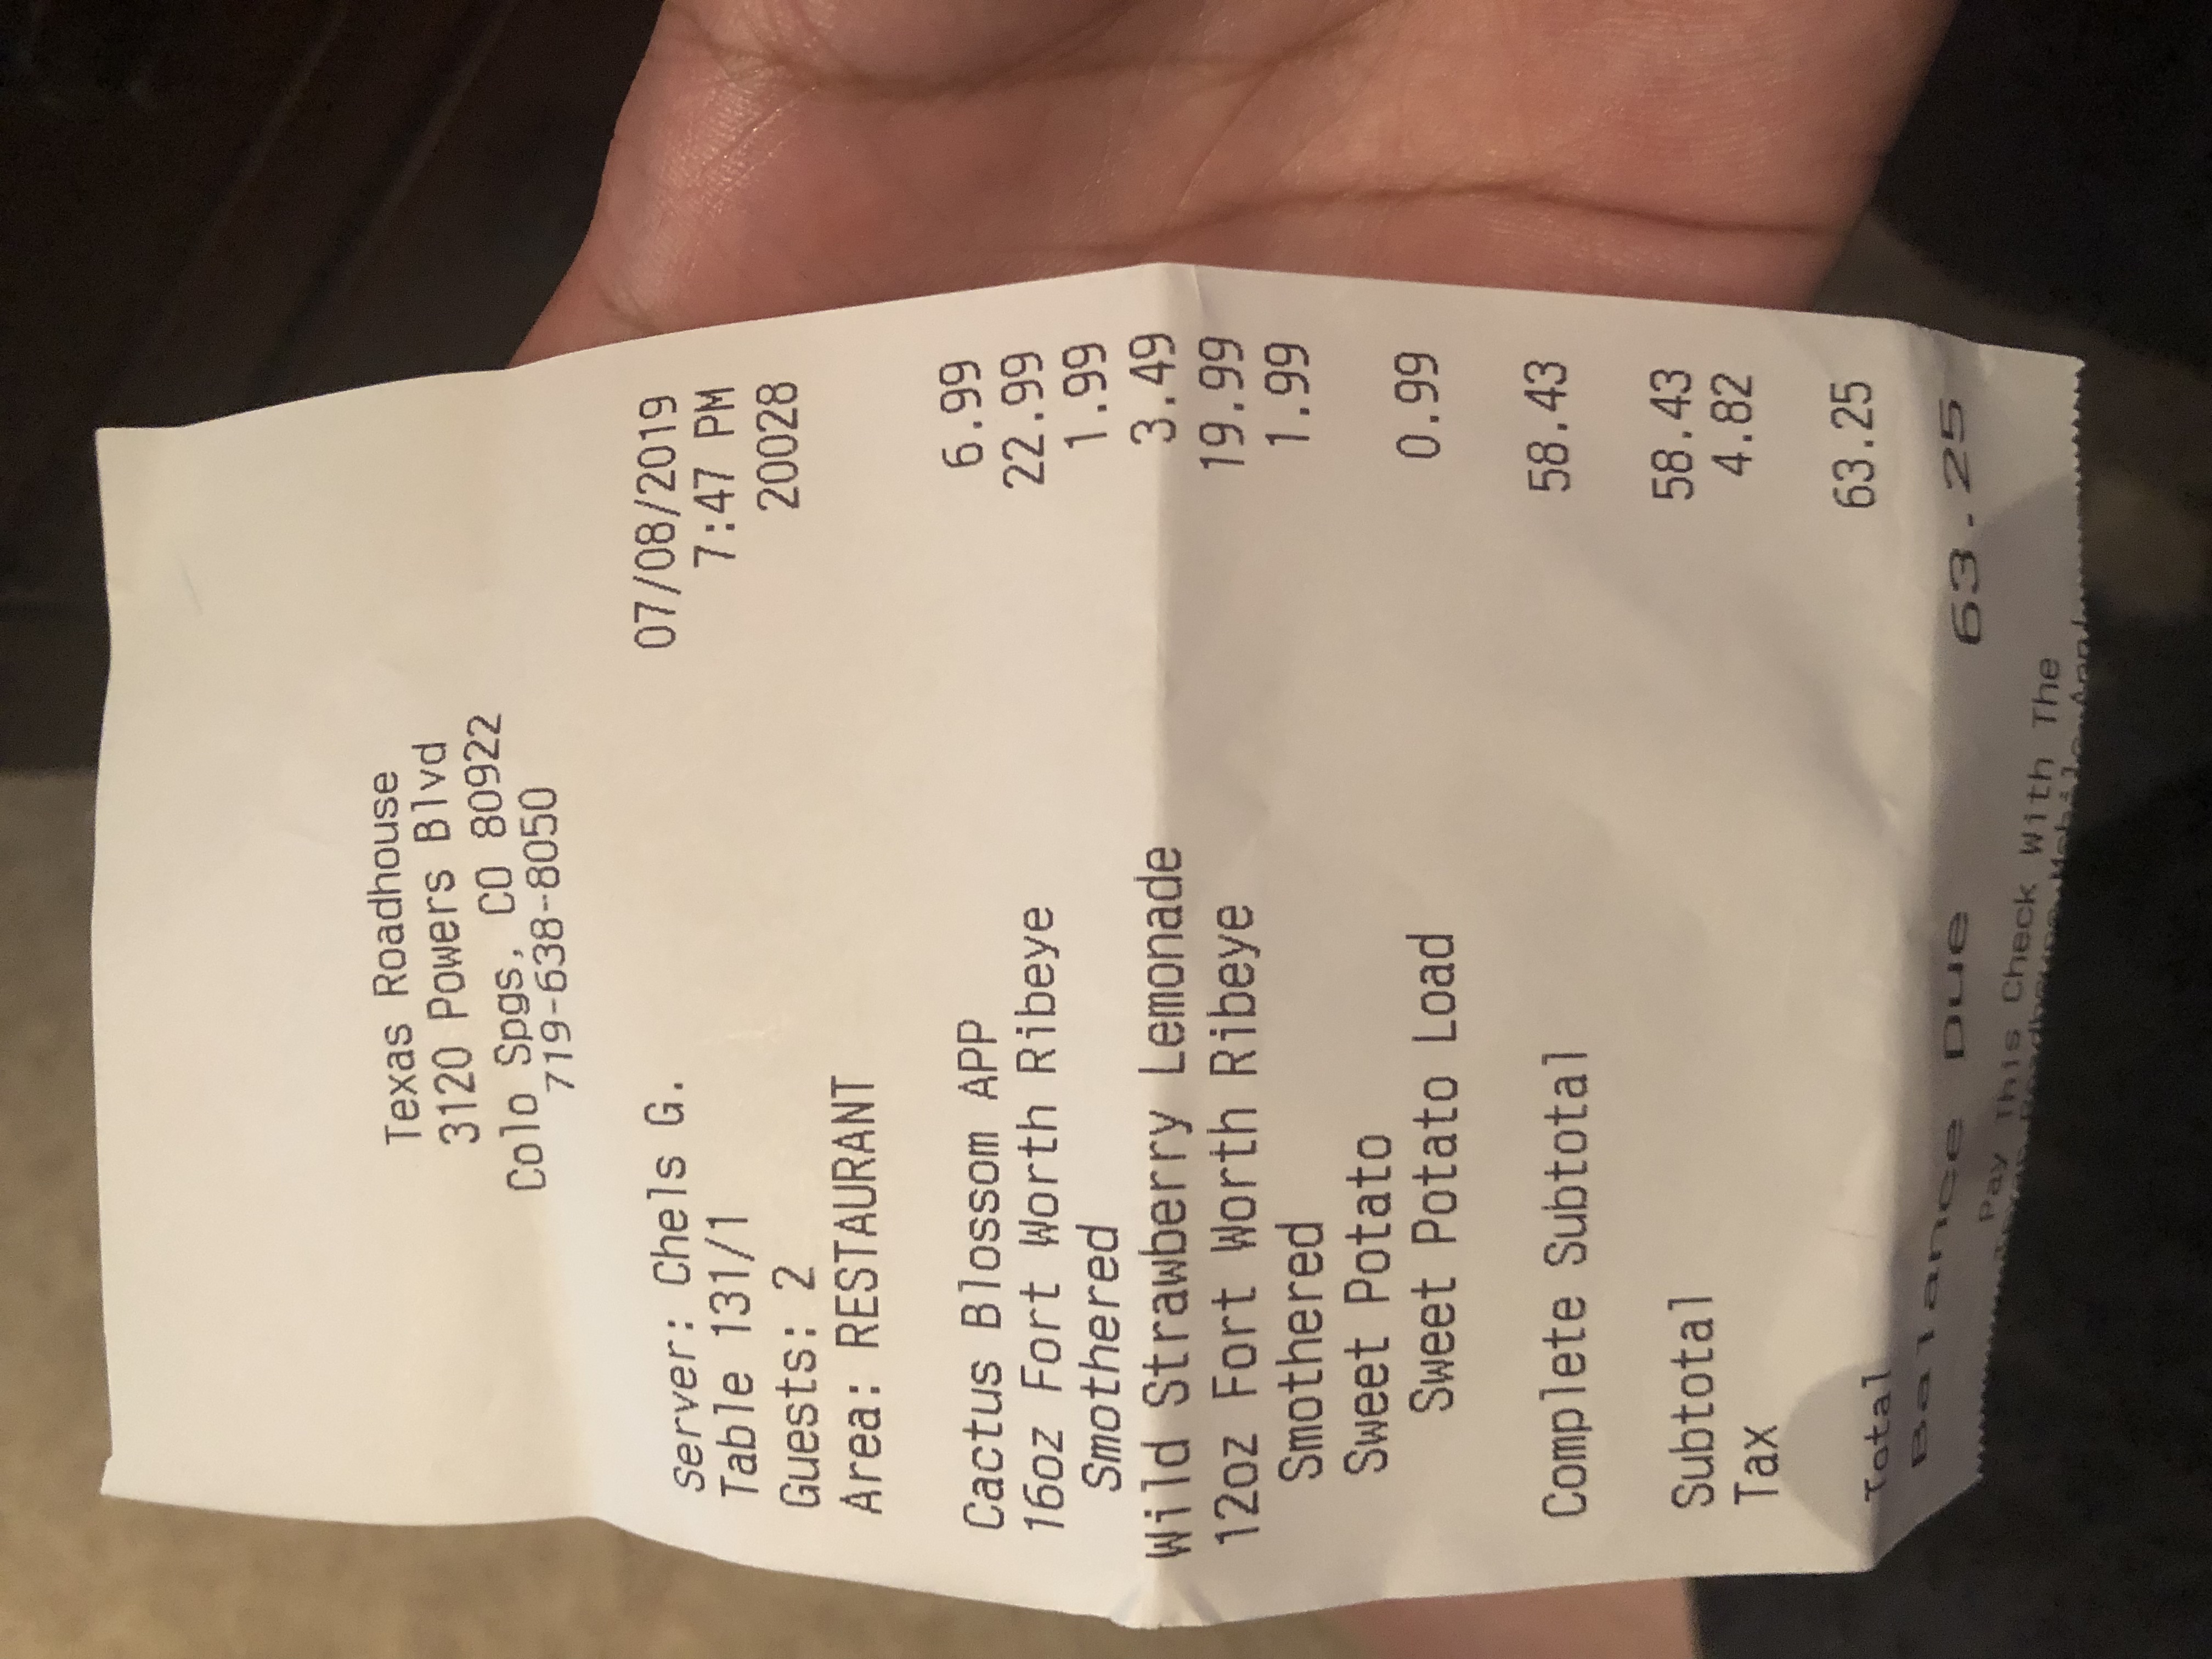 Texas Roadhouse
3120 Powers Blvd
Colo Spgs, CO 80922
719-638-8050
Server: Chels G. 07/08/2019
Table 131/1 7:47 PM
Guests: 2 20028
Area: RESTAURANT
Cactus Blossom APP 6.99
16oz Fort Worth Ribeye 22.99
Smothered 1.99
Wild Strawberry Lemonade 3.49
12oz Fort Worth Ribeye 19.99
Smothered 1.99
Sweet Potato
Sweet Potato Load 0.99
Complete Subtotal 58.43
Subtotal 58.43
Tax 4.82
Total 63.25
Balance Due 63.25
Pay This Check With The
Texas Roadhouse Mobile App!